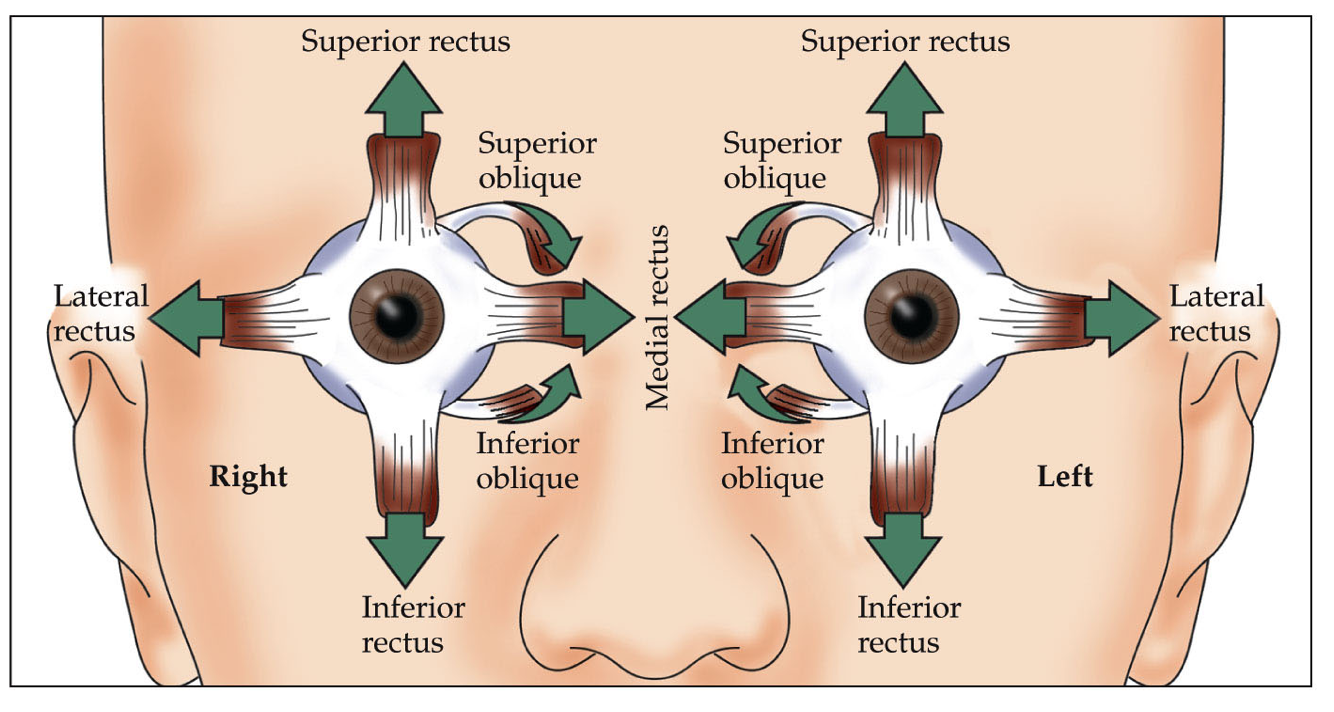 Superior rectus
Superior rectus
Superior
oblique
Superior
oblique
Medial rectus
Lateral
rectus
Lateral
rectus
Inferior
oblique
Inferior
oblique
Right
Left
Inferior
rectus
Inferior
rectus